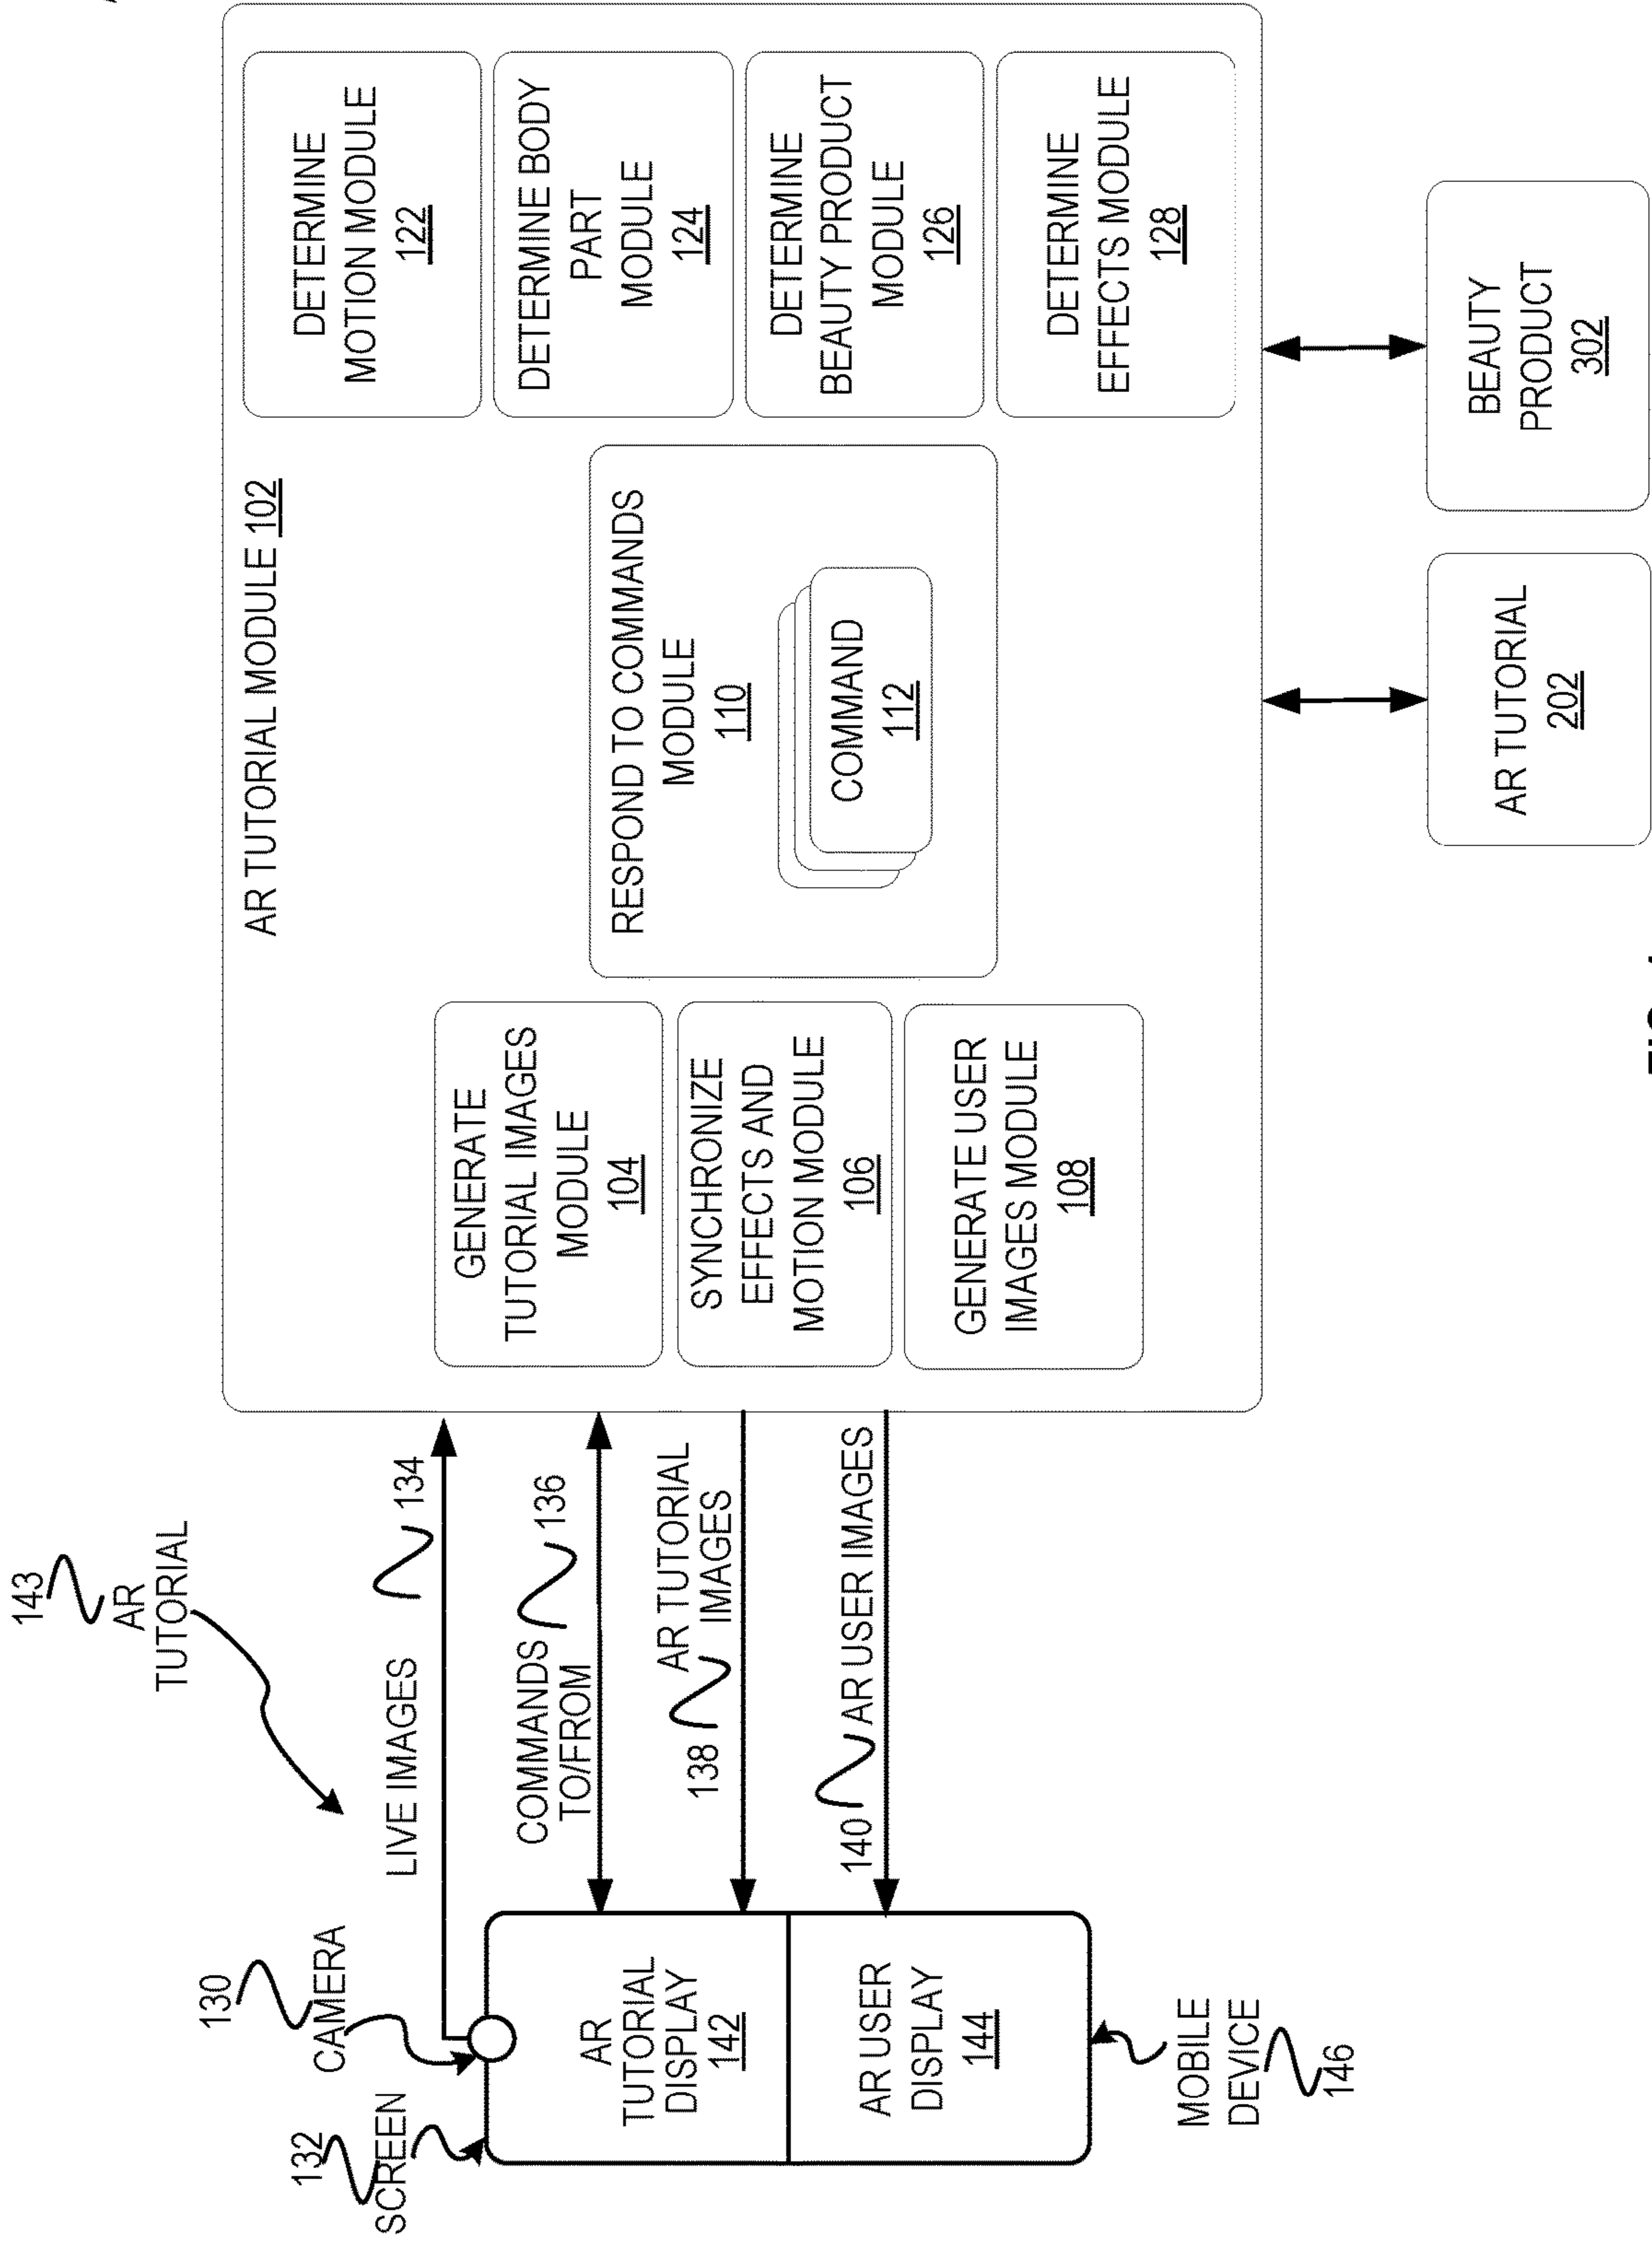 143
AR
TUTORIAL
132
SCREEN
130
CAMERA
LIVE IMAGES
134
COMMANDS
TO/FROM
136
138
AR TUTORIAL
IMAGES
140
AR USER IMAGES
AR
TUTORIAL
DISPLAY
142
AR USER
DISPLAY
144
MOBILE
DEVICE
146
AR TUTORIAL MODULE 102
GENERATE
TUTORIAL IMAGES
MODULE
104
SYNCHRONIZE
EFFECTS AND
MOTION MODULE
106
GENERATE USER
IMAGES MODULE
108
RESPOND TO COMMANDS
MODULE
110
COMMAND
112
DETERMINE
MOTION MODULE
122
DETERMINE BODY
PART
MODULE
124
DETERMINE
BEAUTY PRODUCT
MODULE
126
DETERMINE
EFFECTS MODULE
128
AR TUTORIAL
202
BEAUTY
PRODUCT
302